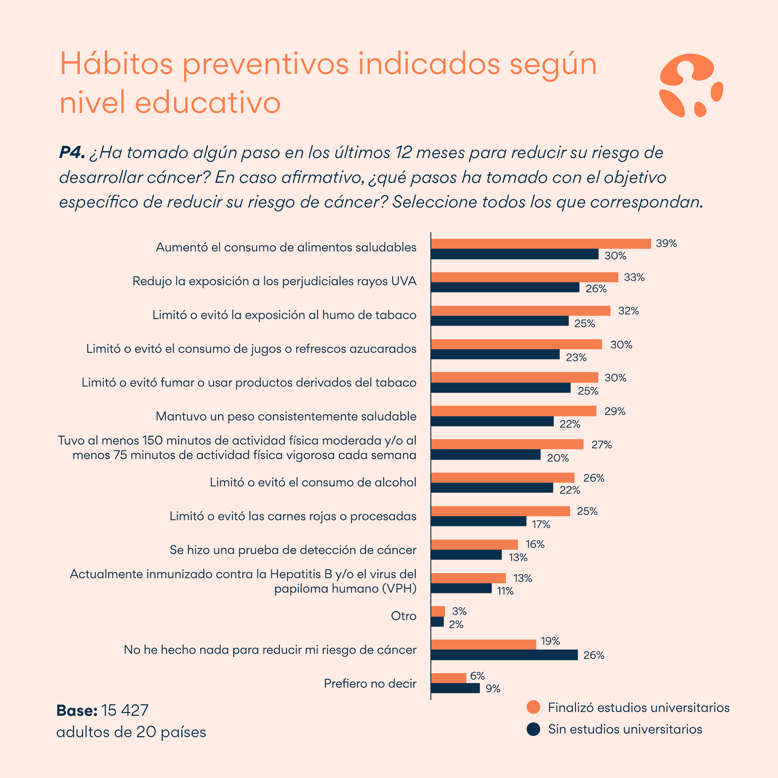 Hábitos preventivos indicados según
nivel educativo
P4. ¿Ha tomado algún paso en los últimos 12 meses para reducir su riesgo de
desarrollar cáncer? En caso afirmativo, ¿qué pasos ha tomado con el objetivo
específico de reducir su riesgo de cáncer? Seleccione todos los que correspondan.
Aumentó el consumo de alimentos saludables
39%
30%
Redujo la exposición a los perjudiciales rayos UVA
33%
26%
Limitó o evitó la exposición al humo de tabaco
32%
25%
Limitó o evitó el consumo de jugos o refrescos azucarados
30%
23%
Limitó o evitó fumar o usar productos derivados del tabaco
30%
25%
Mantuvo un peso consistentemente saludable
29%
22%
Tuvo al menos 150 minutos de actividad física moderada y/o al
menos 75 minutos de actividad física vigorosa cada semana
27%
20%
Limitó o evitó el consumo de alcohol
26%
22%
Limitó o evitó las carnes rojas o procesadas
25%
17%
Se hizo una prueba de detección de cáncer
16%
13%
Actualmente inmunizado contra la Hepatitis B y/o el virus del
papiloma humano (VPH)
13%
11%
Otro
3%
2%
No he hecho nada para reducir mi riesgo de cáncer
19%
26%
Prefiero no decir
6%
9%
Base: 15 427
adultos de 20 países
Finalizó estudios universitarios
Sin estudios universitarios